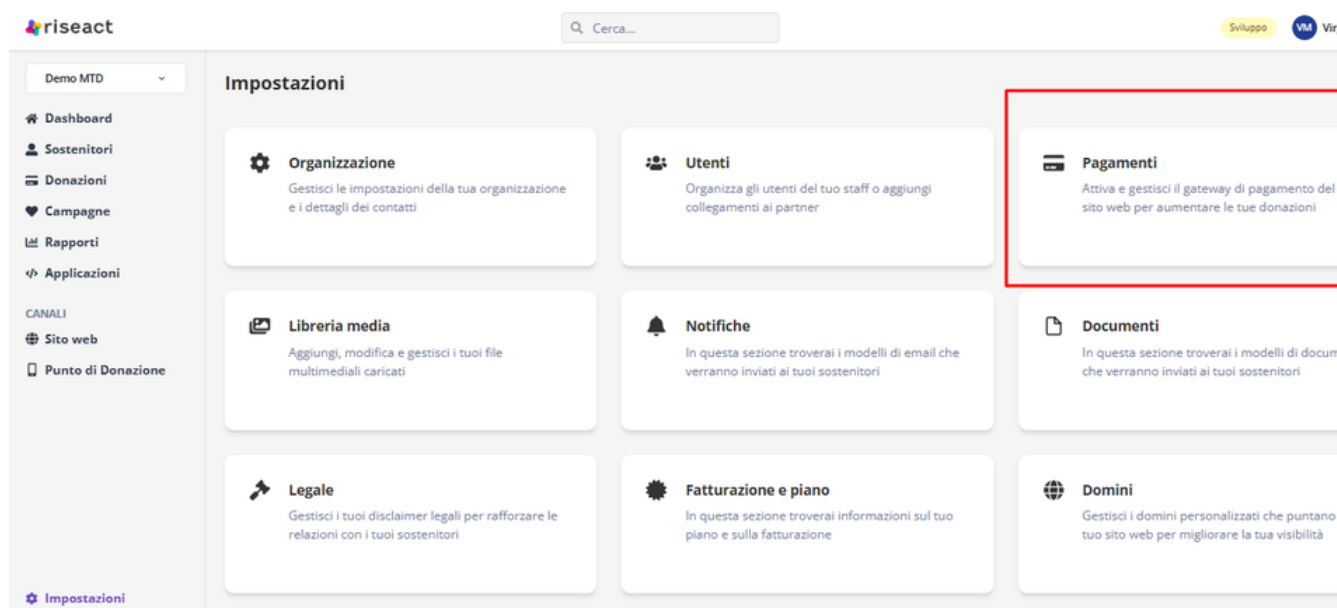 riseact
Cerca...
Sviluppo
VM
Demo MTD
Dashboard
Sostenitori
Donazioni
Campagne
Rapporti
Applicazioni
CANALI
Sito web
Punto di Donazione
Impostazioni
Impostazioni
Organizzazione
Gestisci le impostazioni della tua organizzazione
e i dettagli dei contatti
Utenti
Organizza gli utenti del tuo staff o aggiungi
collegamenti ai partner
Pagamenti
Attiva e gestisci il gateway di pagamento del
sito web per aumentare le tue donazioni
Libreria media
Aggiungi, modifica e gestisci i tuoi file
multimediali caricati
Notifiche
In questa sezione troverai i modelli di email che
verranno inviati ai tuoi sostenitori
Documenti
In questa sezione troverai i modelli di
che verranno inviati ai tuoi sostenitori
Legale
Gestisci i tuoi disclaimer legali per rafforzare le
relazioni con i tuoi sostenitori
Fatturazione e piano
In questa sezione troverai informazioni sul tuo
piano e sulla fatturazione
Domini
Gestisci i domini personalizzati che puntano
tuo sito web per migliorare la tua visibilità